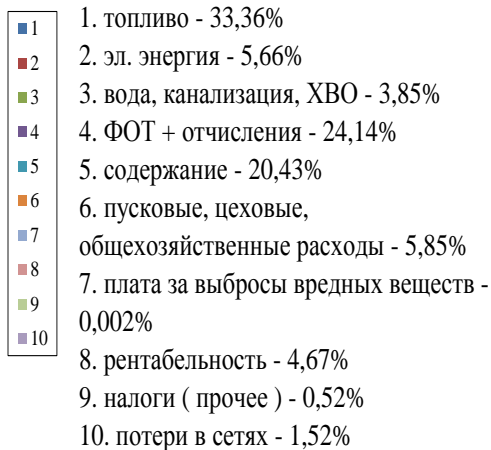 1
2
3
4
5
6
7
8
9
10
1. топливо - 33,36%
2. эл. энергия - 5,66%
3. вода, канализация, ХВО - 3,85%
4. ФОТ + отчисления - 24,14%
5. содержание - 20,43%
6. пусковые, цеховые,
общехозяйственные расходы - 5,85%
7. плата за выбросы вредных веществ -
0,002%
8. рентабельность - 4,67%
9. налоги ( прочее ) - 0,52%
10. потери в сетях - 1,52%